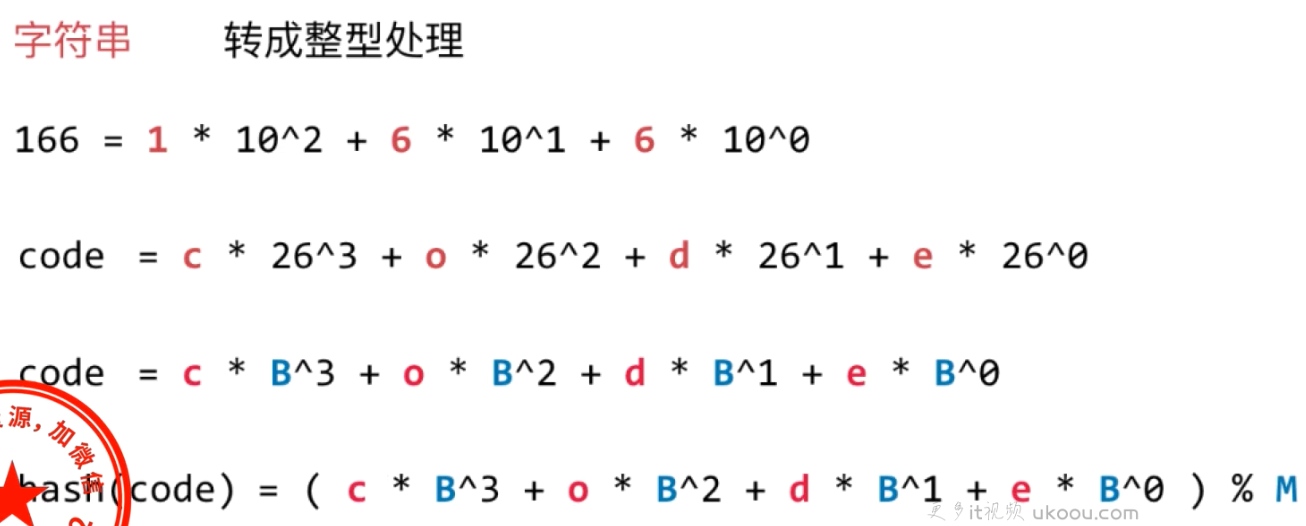 字符串 转成整型处理
166 = 1 * 10^2 + 6 * 10^1 + 6 * 10^0
code = c * 26^3 + o * 26^2 + d * 26^1 + e * 26^0
code = c * B^3 + o * B^2 + d * B^1 + e * B^0
源,加微信
hash(code) = ( c * B^3 + o * B^2 + d * B^1 + e * B^0 ) % M
更多it视频 ukoou.com